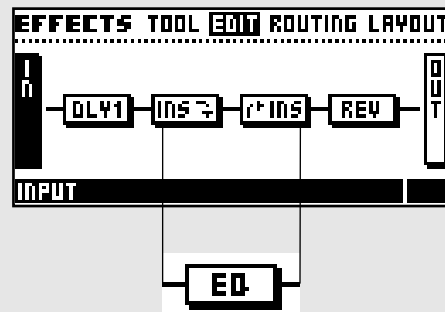 EFFECTS TOOL EDIT ROUTING LAYOUT
In
OUT
DLY1 INS INS REV
INPUT
EQ